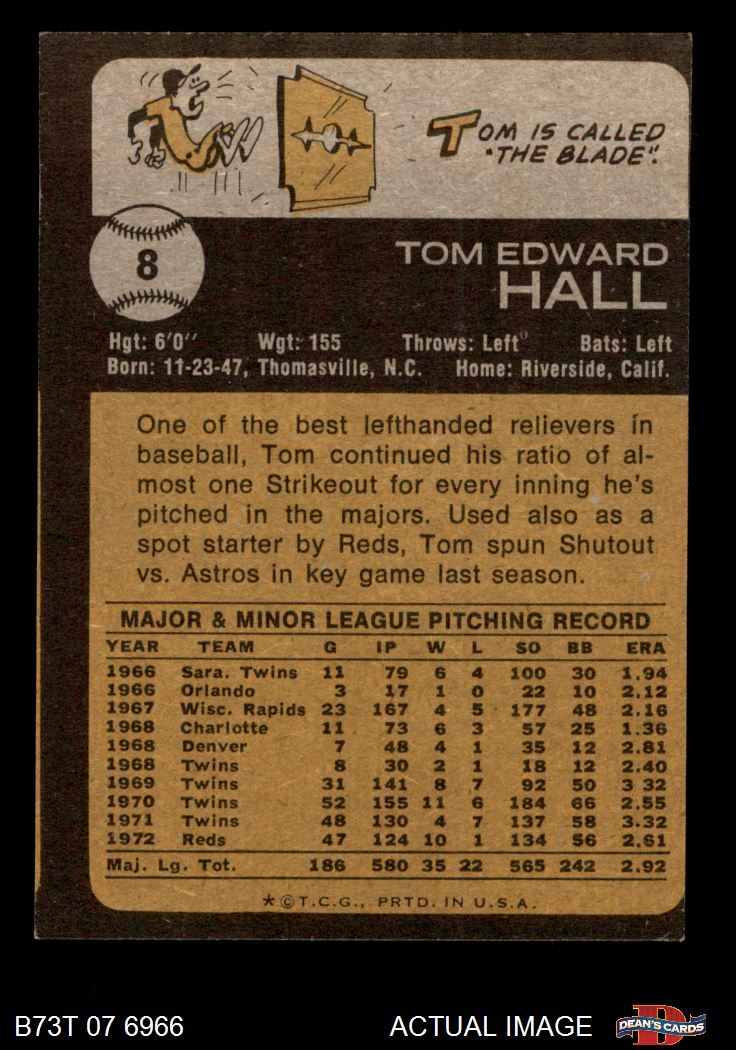 TOM IS CALLED
"THE BLADE".
8
TOM EDWARD
HALL
Hgt: 6'0" Wgt: 155 Throws: Left Bats: Left
Born: 11-23-47, Thomasville, N.C. Home: Riverside, Calif.
One of the best lefthanded relievers in
baseball, Tom continued his ratio of al-
most one Strikeout for every inning he's
pitched in the majors. Used also as a
spot starter by Reds, Tom spun Shutout
vs. Astros in key game last season.
MAJOR & MINOR LEAGUE PITCHING RECORD
YEAR TEAM G IP W L SO BB ERA
1966 Sara. Twins 11 79 6 4 100 30 1.94
1966 Orlando 3 17 1 0 22 10 2.12
1967 Wisc. Rapids 23 167 4 5 177 48 2.16
1968 Charlotte 11 73 6 3 57 25 1.36
1968 Denver 7 48 4 1 35 12 2.81
1968 Twins 8 30 2 1 18 12 2.40
1969 Twins 31 141 8 7 92 50 3 32
1970 Twins 52 155 11 6 184 66 2.55
1971 Twins 48 130 4 7 137 58 3.32
1972 Reds 47 124 10 1 134 56 2.61
Maj. Lg. Tot. 186 580 35 22 565 242 2.92
*©T.C.G., PRTD. IN U.S.A.
B73T 07 6966 ACTUAL IMAGE D DEAN'S CARDS